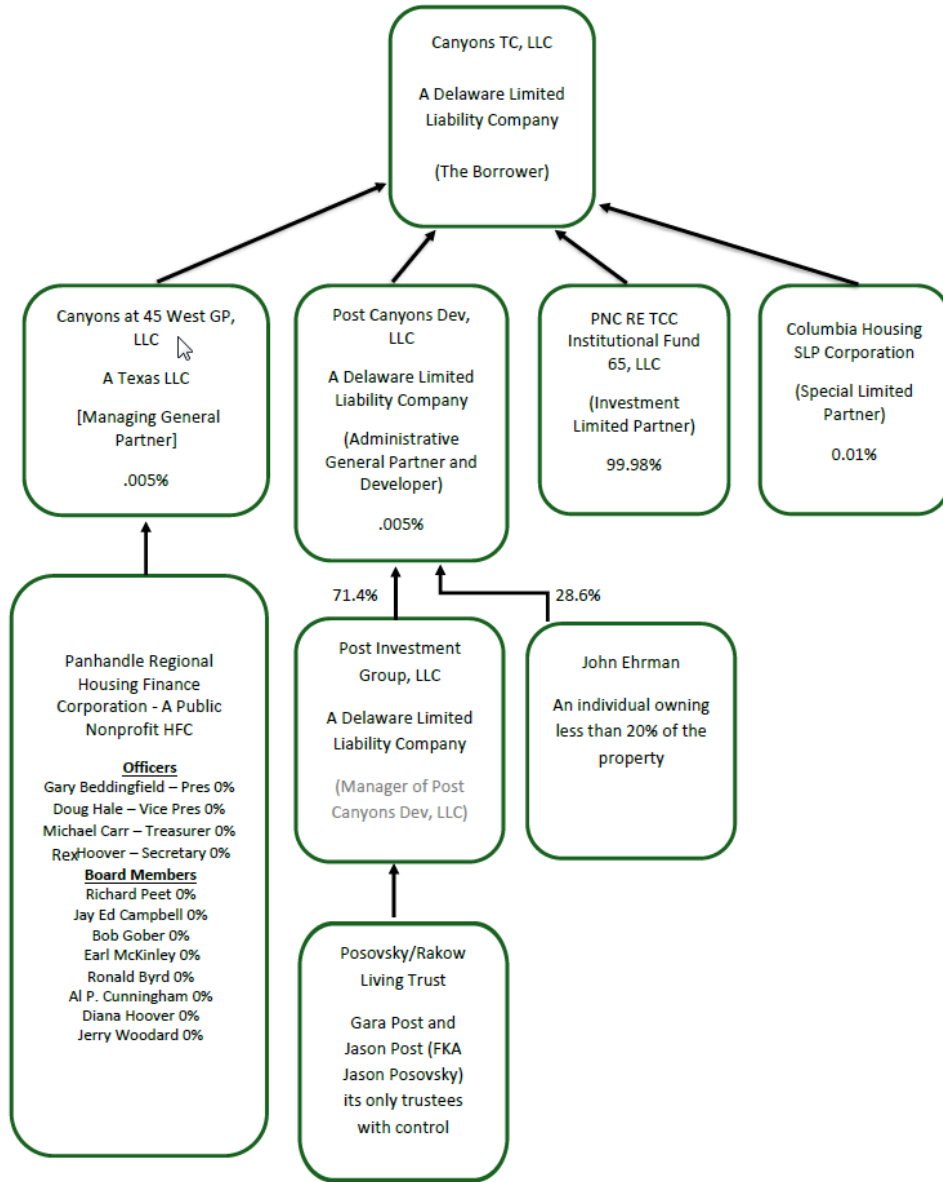 Canyons TC, LLC
A Delaware Limited
Liability Company
(The Borrower)
Canyons at 45 West GP,
LLC
A Texas LLC
[Managing General
Partner]
.005%
Post Canyons Dev,
LLC
A Delaware Limited
Liability Company
(Administrative
General Partner and
Developer)
.005%
PNC RE TCC
Institutional Fund
65, LLC
(Investment
Limited Partner)
99.98%
Columbia Housing
SLP Corporation
(Special Limited
Partner)
0.01%
71.4%
28.6%
Panhandle Regional
Housing Finance
Corporation - A Public
Nonprofit HFC
Officers
Gary Beddingfield – Pres 0%
Doug Hale – Vice Pres 0%
Michael Carr – Treasurer 0%
Rex Hoover – Secretary 0%
Board Members
Richard Peet 0%
Jay Ed Campbell 0%
Bob Gober 0%
Earl McKinley 0%
Ronald Byrd 0%
Al P. Cunningham 0%
Diana Hoover 0%
Jerry Woodard 0%
Post Investment
Group, LLC
A Delaware Limited
Liability Company
(Manager of Post
Canyons Dev, LLC)
John Ehrman
An individual owning
less than 20% of the
property
Posovsky/Rakow
Living Trust
Gara Post and
Jason Post (FKA
Jason Posovsky)
its only trustees
with control